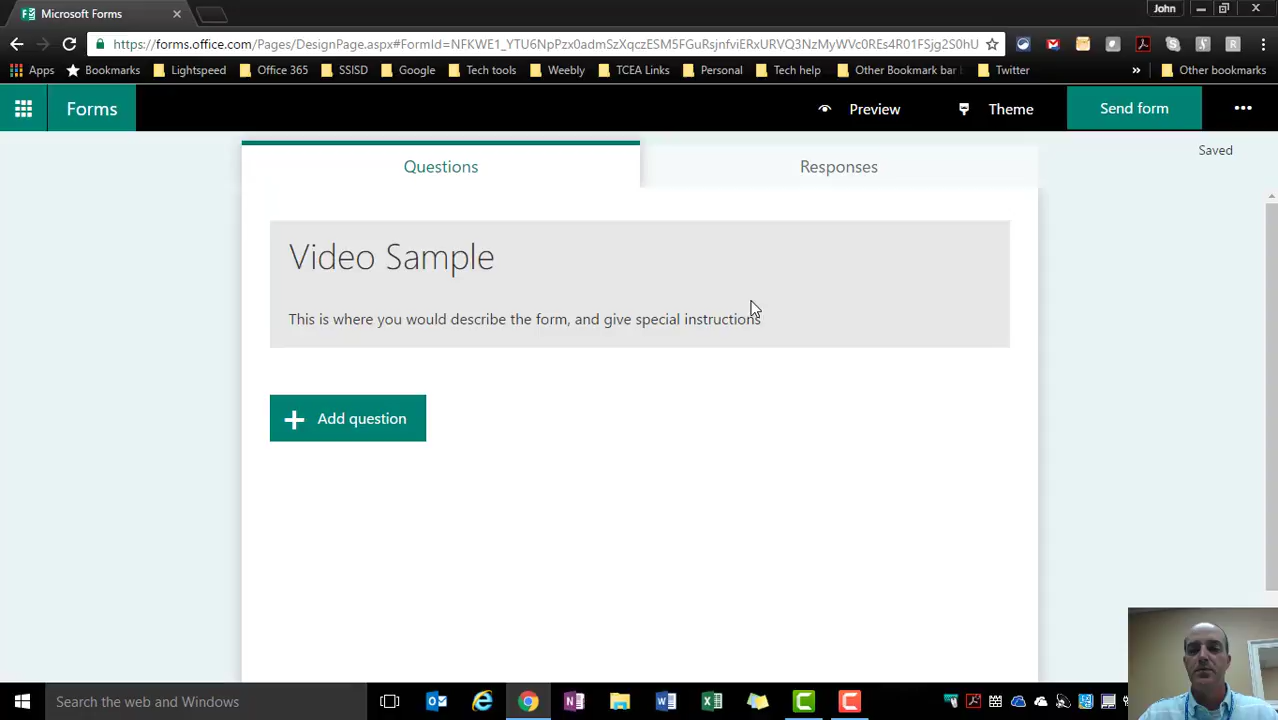 Microsoft Forms
John
https://forms.office.com/Pages/DesignPage.aspx#FormId=NFKWE1_YTU6NpPzx0admSzXqczESM5FGuRsjnfviERxURVQ3NzMyWVc0REs4R01FSjg2S0hU
Apps Bookmarks Lightspeed Office 365 SSISD Google Tech tools Weebly TCEA Links Personal Tech help Other Bookmark bar Twitter » Other bookmarks
Forms Preview Theme Send form •••
Saved
Questions Responses
Video Sample
This is where you would describe the form, and give special instructions
+ Add question
Search the web and Windows